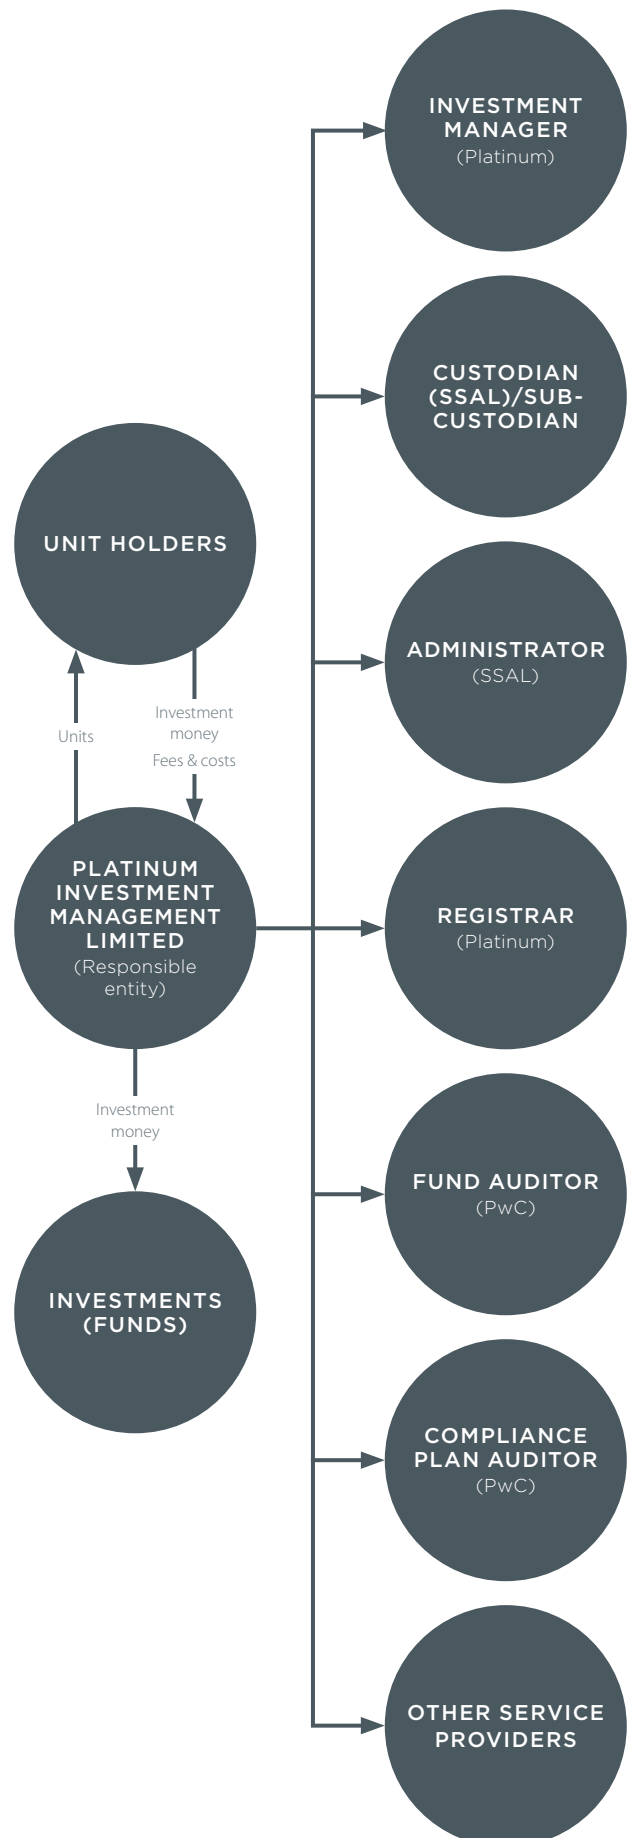 INVESTMENT
MANAGER
(Platinum)
CUSTODIAN
(SSAL)/SUB-
CUSTODIAN
UNIT HOLDERS
ADMINISTRATOR
(SSAL)
Units
Investment
money
Fees & costs
PLATINUM
INVESTMENT
MANAGEMENT
LIMITED
(Responsible
entity)
REGISTRAR
(Platinum)
Investment
money
FUND AUDITOR
(PwC)
INVESTMENTS
(FUNDS)
COMPLIANCE
PLAN AUDITOR
(PwC)
OTHER SERVICE
PROVIDERS